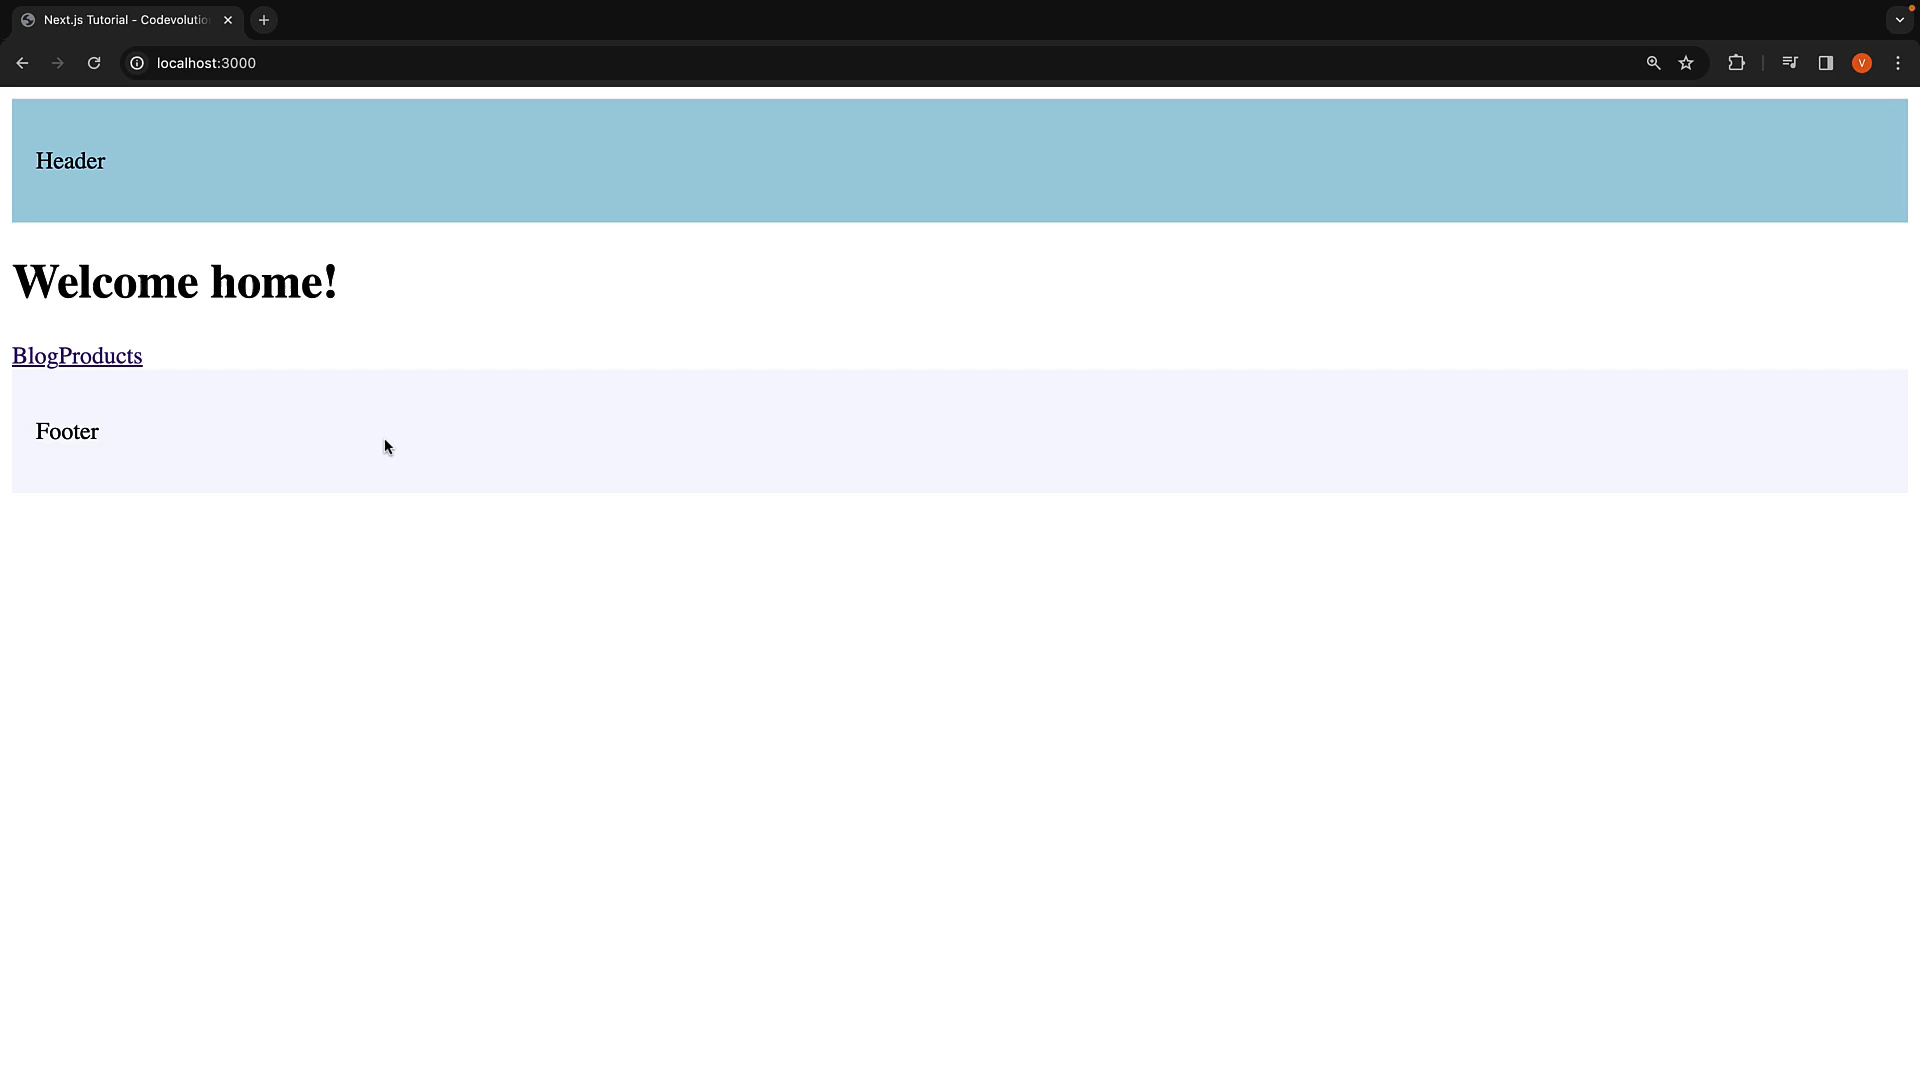 Next.js Tutorial - Codevolutio
localhost:3000
V
Header
Welcome home!
BlogProducts
Footer